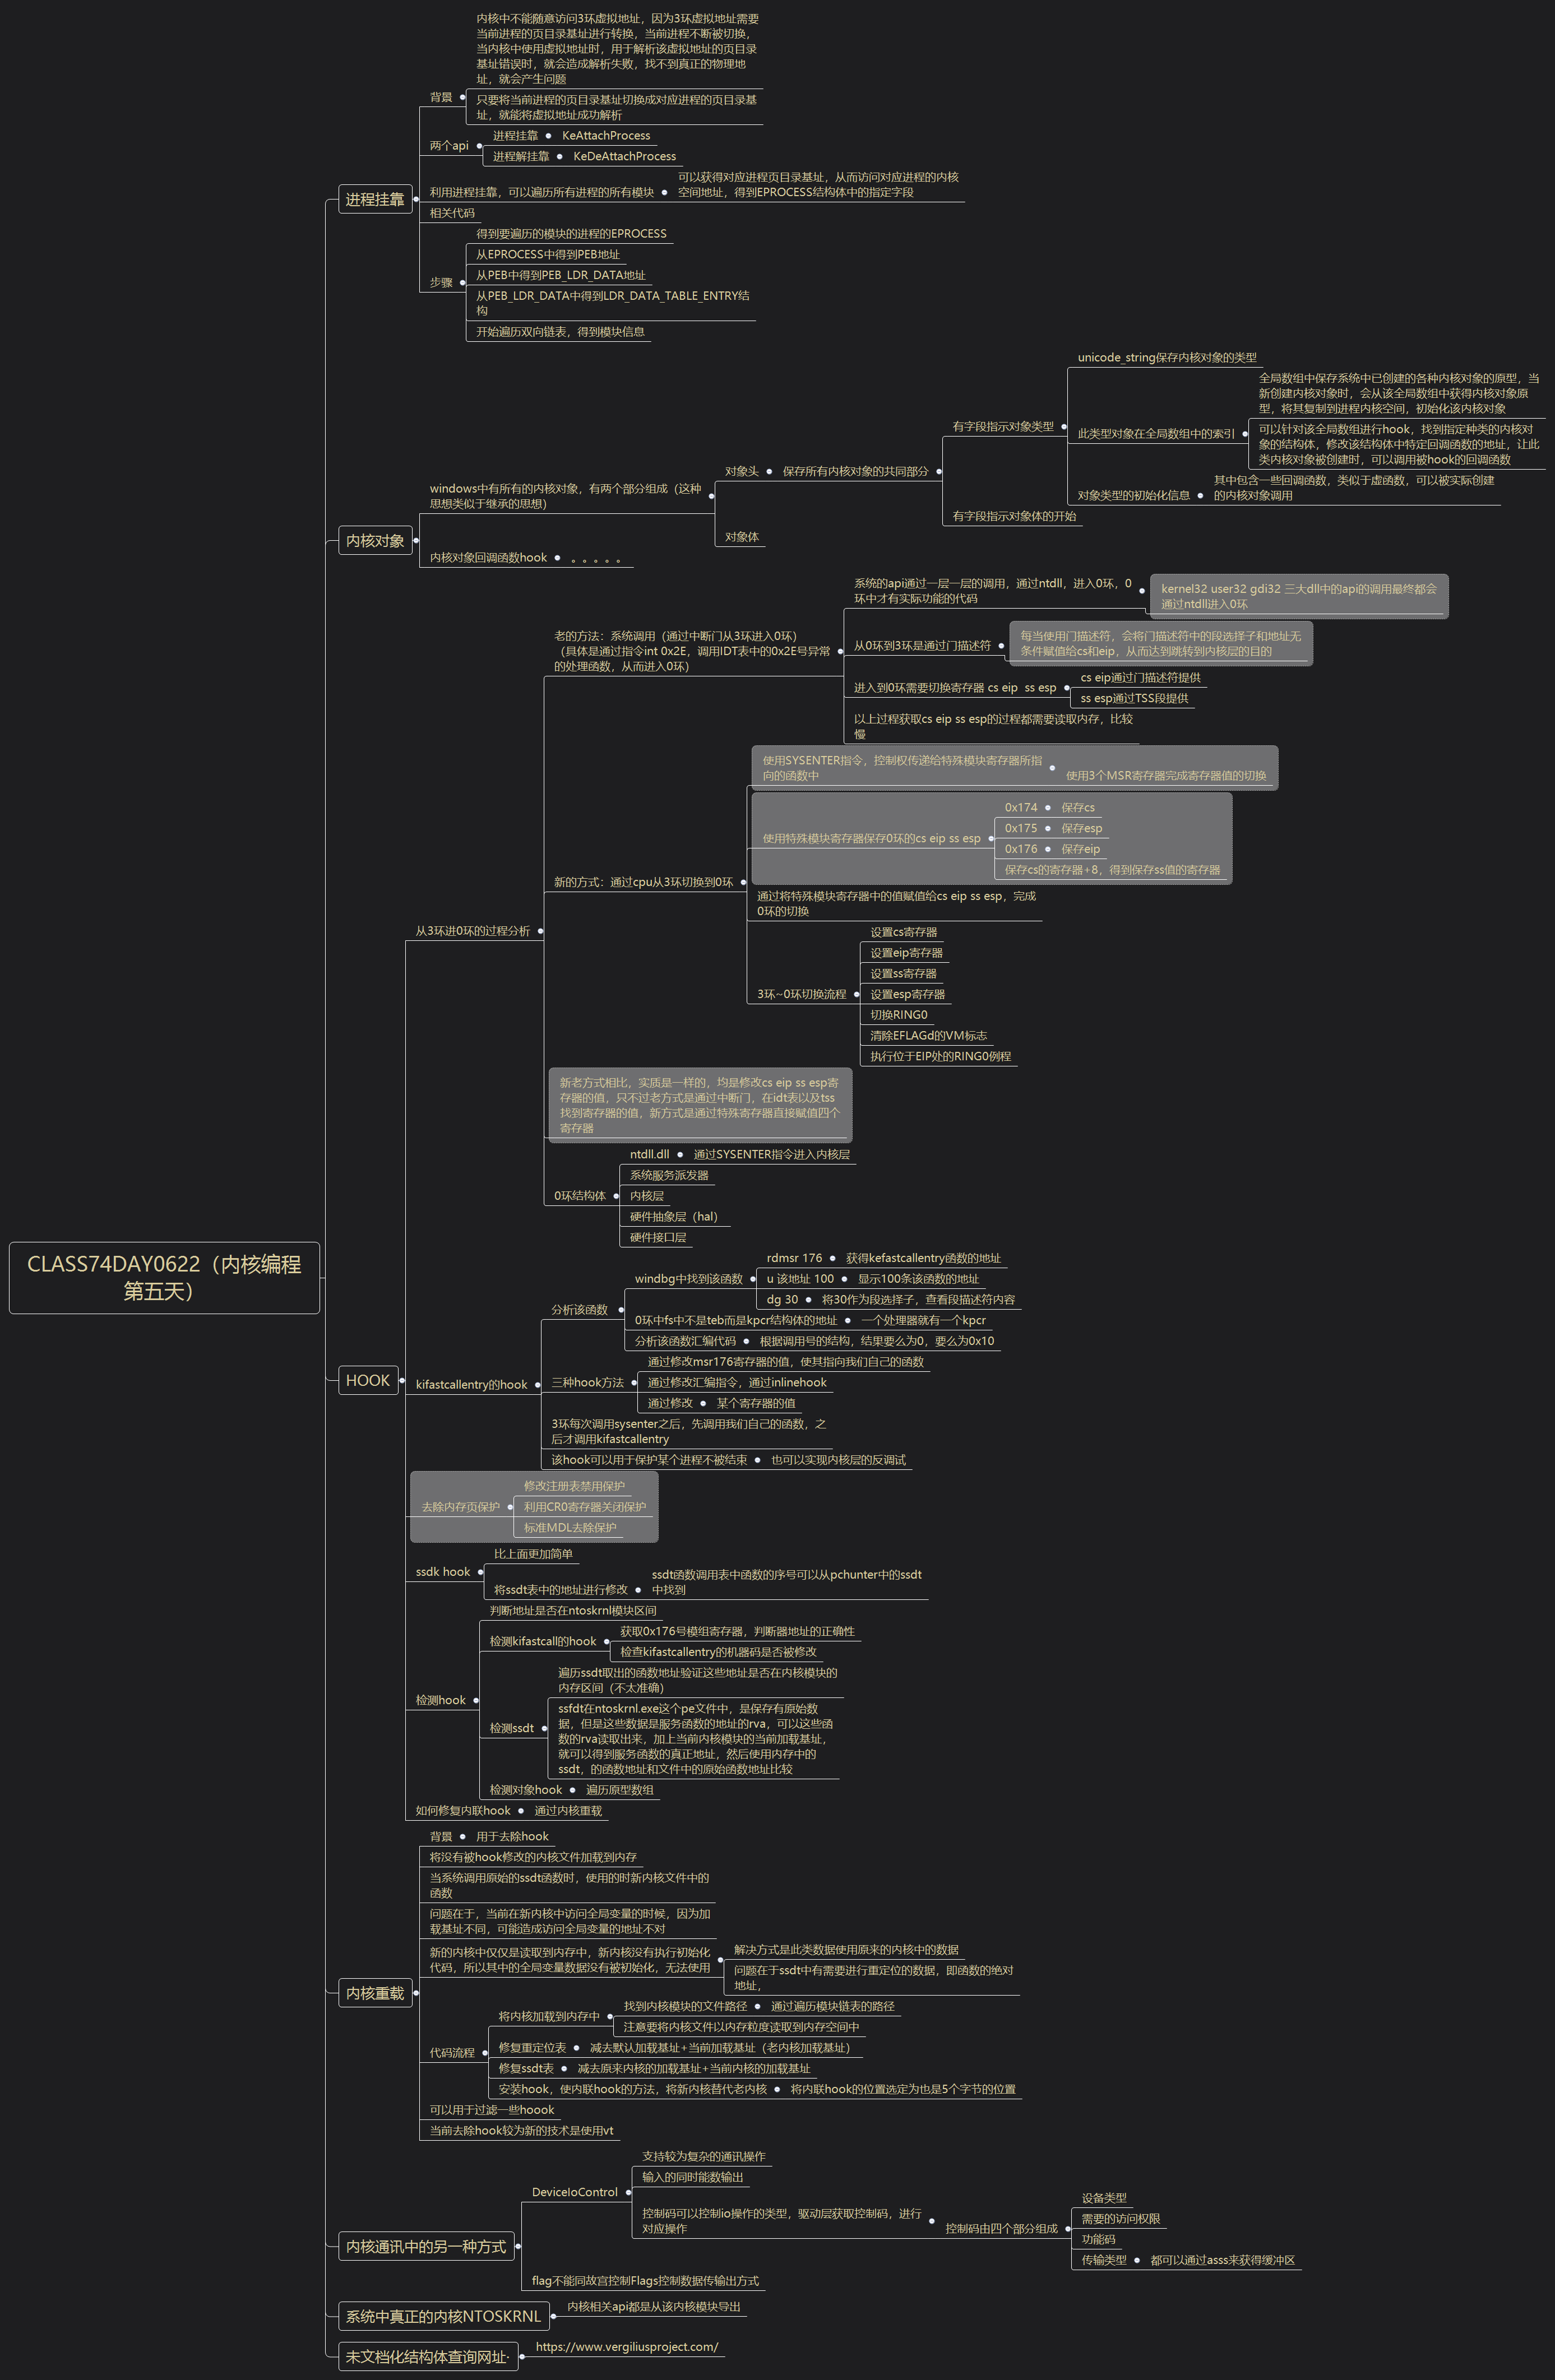 CLASS74DAY0622（内核编程
第五天）
进程挂靠
背景
内核中不能随意访问3环虚拟地址，因为3环虚拟地址需要
当前进程的页目录基址进行转换，当前进程不断被切换，
当内核中使用虚拟地址时，用于解析该虚拟地址的页目录
基址错误时，就会造成解析失败，找不到真正的物理地
址，就会产生问题
只要将当前进程的页目录基址切换成对应进程的页目录基
址，就能将虚拟地址成功解析
两个api
进程挂靠
KeAttachProcess
进程解挂靠
KeDeAttachProcess
利用进程挂靠，可以遍历所有进程的所有模块
可以获得对应进程页目录基址，从而访问对应进程的内核
空间地址，得到EPROCESS结构体中的指定字段
相关代码
步骤
得到要遍历的模块的进程的EPROCESS
从EPROCESS中得到PEB地址
从PEB中得到PEB_LDR_DATA地址
从PEB_LDR_DATA中得到LDR_DATA_TABLE_ENTRY结
构
开始遍历双向链表，得到模块信息
内核对象
windows中有所有的内核对象，有两个部分组成（这种
思想类似于继承的思想）
对象头
保存所有内核对象的共同部分
有字段指示对象类型
unicode_string保存内核对象的类型
此类型对象在全局数组中的索引
全局数组中保存系统中已创建的各种内核对象的原型，当
新创建内核对象时，会从该全局数组中获得内核对象原
型，将其复制到进程内核空间，初始化该内核对象
可以针对该全局数组进行hook，找到指定种类的内核对
象的结构体，修改该结构体中特定回调函数的地址，让此
类内核对象被创建时，可以调用被hook的回调函数
对象类型的初始化信息
其中包含一些回调函数，类似于虚函数，可以被实际创建
的内核对象调用
有字段指示对象体的开始
对象体
内核对象回调函数hook
。。。。。
HOOK
从3环进0环的过程分析
老的方法：系统调用（通过中断门从3环进入0环）
（具体是通过指令int 0x2E，调用IDT表中的0x2E号异常
的处理函数，从而进入0环）
系统的api通过一层一层的调用，通过ntdll，进入0环，0
环中才有实际功能的代码
kernel32 user32 gdi32 三大dll中的api的调用最终都会
通过ntdll进入0环
从0环到3环是通过门描述符
每当使用门描述符，会将门描述符中的段选择子和地址无
条件赋值给cs和eip，从而达到跳转到内核层的目的
进入到0环需要切换寄存器 cs eip  ss esp
cs eip通过门描述符提供
ss esp通过TSS段提供
以上过程获取cs eip ss esp的过程都需要读取内存，比较
慢
新的方式：通过cpu从3环切换到0环
使用SYSENTER指令，控制权传递给特殊模块寄存器所指
向的函数中
使用3个MSR寄存器完成寄存器值的切换
使用特殊模块寄存器保存0环的cs eip ss esp
0x174
保存cs
0x175
保存esp
0x176
保存eip
保存cs的寄存器+8，得到保存ss值的寄存器
通过将特殊模块寄存器中的值赋值给cs eip ss esp，完成
0环的切换
3环~0环切换流程
设置cs寄存器
设置eip寄存器
设置ss寄存器
设置esp寄存器
切换RING0
清除EFLAGd的VM标志
执行位于EIP处的RING0例程
新老方式相比，实质是一样的，均是修改cs eip ss esp寄
存器的值，只不过老方式是通过中断门，在idt表以及tss
找到寄存器的值，新方式是通过特殊寄存器直接赋值四个
寄存器
0环结构体
ntdll.dll
通过SYSENTER指令进入内核层
系统服务派发器
内核层
硬件抽象层（hal）
硬件接口层
kifastcallentry的hook
分析该函数
windbg中找到该函数
rdmsr 176
获得kefastcallentry函数的地址
u 该地址 100
显示100条该函数的地址
dg 30
将30作为段选择子，查看段描述符内容
0环中fs中不是teb而是kpcr结构体的地址
一个处理器就有一个kpcr
分析该函数汇编代码
根据调用号的结构，结果要么为0，要么为0x10
三种hook方法
通过修改msr176寄存器的值，使其指向我们自己的函数
通过修改汇编指令，通过inlinehook
通过修改
某个寄存器的值
3环每次调用sysenter之后，先调用我们自己的函数，之
后才调用kifastcallentry
该hook可以用于保护某个进程不被结束
也可以实现内核层的反调试
去除内存页保护
修改注册表禁用保护
利用CR0寄存器关闭保护
标准MDL去除保护
ssdk hook
比上面更加简单
将ssdt表中的地址进行修改
ssdt函数调用表中函数的序号可以从pchunter中的ssdt
中找到
检测hook
判断地址是否在ntoskrnl模块区间
检测kifastcall的hook
获取0x176号模组寄存器，判断器地址的正确性
检查kifastcallentry的机器码是否被修改
检测ssdt
遍历ssdt取出的函数地址验证这些地址是否在内核模块的
内存区间（不太准确）
ssfdt在ntoskrnl.exe这个pe文件中，是保存有原始数
据，但是这些数据是服务函数的地址的rva，可以这些函
数的rva读取出来，加上当前内核模块的当前加载基址，
就可以得到服务函数的真正地址，然后使用内存中的
ssdt，的函数地址和文件中的原始函数地址比较
检测对象hook
遍历原型数组
如何修复内联hook
通过内核重载
内核重载
背景
用于去除hook
将没有被hook修改的内核文件加载到内存
当系统调用原始的ssdt函数时，使用的时新内核文件中的
函数
问题在于，当前在新内核中访问全局变量的时候，因为加
载基址不同，可能造成访问全局变量的地址不对
新的内核中仅仅是读取到内存中，新内核没有执行初始化
代码，所以其中的全局变量数据没有被初始化，无法使用
解决方式是此类数据使用原来的内核中的数据
问题在于ssdt中有需要进行重定位的数据，即函数的绝对
地址，
代码流程
将内核加载到内存中
找到内核模块的文件路径
通过遍历模块链表的路径
注意要将内核文件以内存粒度读取到内存空间中
修复重定位表
减去默认加载基址+当前加载基址（老内核加载基址）
修复ssdt表
减去原来内核的加载基址+当前内核的加载基址
安装hook，使内联hook的方法，将新内核替代老内核
将内联hook的位置选定为也是5个字节的位置
可以用于过滤一些hoook
当前去除hook较为新的技术是使用vt
内核通讯中的另一种方式
DeviceIoControl
支持较为复杂的通讯操作
输入的同时能数输出
控制码可以控制io操作的类型，驱动层获取控制码，进行
对应操作
控制码由四个部分组成
设备类型
需要的访问权限
功能码
传输类型
都可以通过asss来获得缓冲区
flag不能同故宫控制Flags控制数据传输出方式
系统中真正的内核NTOSKRNL
内核相关api都是从该内核模块导出
未文档化结构体查询网址·
https://www.vergiliusproject.com/